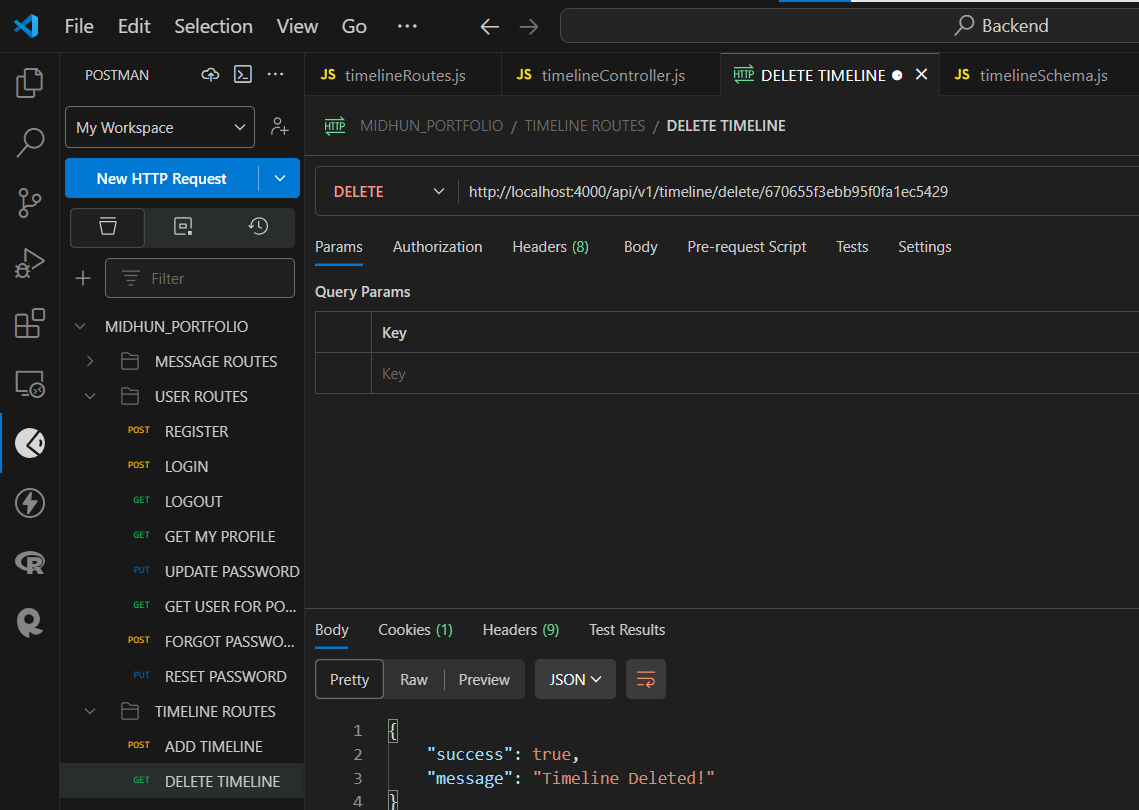 File Edit Selection View Go ··· Backend
POSTMAN
JS timelineRoutes.js JS timelineController.js HTTP DELETE TIMELINE JS timelineSchema.js
My Workspace
HTTP MIDHUN_PORTFOLIO / TIMELINE ROUTES / DELETE TIMELINE
New HTTP Request
DELETE http://localhost:4000/api/v1/timeline/delete/670655f3ebb95f0fa1ec5429
Params Authorization Headers (8) Body Pre-request Script Tests Settings
Filter
Query Params
Key
Key
MIDHUN_PORTFOLIO
MESSAGE ROUTES
USER ROUTES
POST REGISTER
POST LOGIN
GET LOGOUT
GET GET MY PROFILE
PUT UPDATE PASSWORD
GET GET USER FOR PO...
POST FORGOT PASSWO...
PUT RESET PASSWORD
TIMELINE ROUTES
POST ADD TIMELINE
GET DELETE TIMELINE
Body Cookies (1) Headers (9) Test Results
Pretty Raw Preview JSON
1 {
2 "success": true,
3 "message": "Timeline Deleted!"
4 }